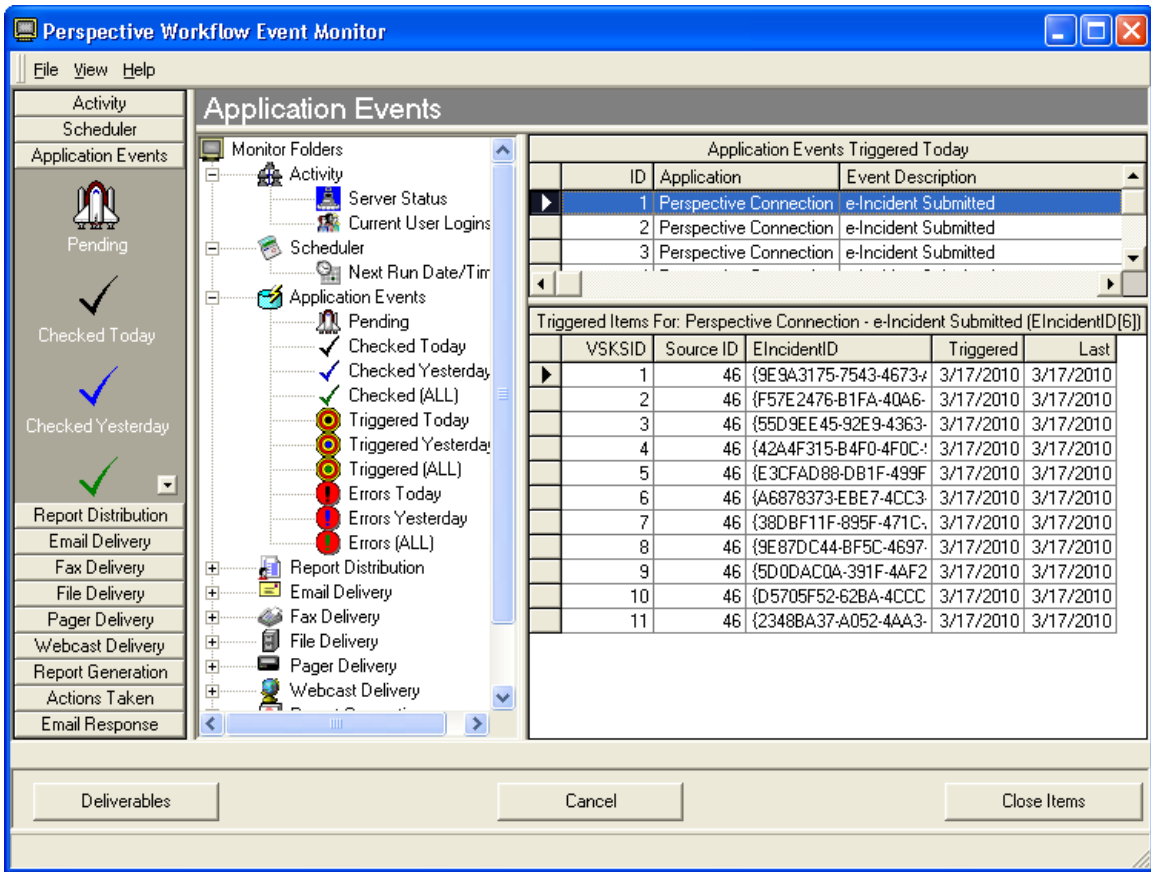 Perspective Workflow Event Monitor
File View Help
Activity
Scheduler
Application Events
Pending
Checked Today
Checked Yesterday
Report Distribution
Email Delivery
Fax Delivery
File Delivery
Pager Delivery
Webcast Delivery
Report Generation
Actions Taken
Email Response
Application Events
Monitor Folders
Activity
Server Status
Current User Logins
Scheduler
Next Run Date/Tim
Application Events
Pending
Checked Today
Checked Yesterday
Checked (ALL)
Triggered Today
Triggered Yesterday
Triggered (ALL)
Errors Today
Errors Yesterday
Errors (ALL)
Report Distribution
Email Delivery
Fax Delivery
File Delivery
Pager Delivery
Webcast Delivery
Application Events Triggered Today
ID Application Event Description
1 Perspective Connection e-Incident Submitted
2 Perspective Connection e-Incident Submitted
3 Perspective Connection e-Incident Submitted
Triggered Items For: Perspective Connection - e-Incident Submitted (EIncidentID[6])
VSKSID Source ID EIncidentID Triggered Last
1 46 {9E9A3175-7543-4673-A 3/17/2010 3/17/2010
2 46 {F57E2476-B1FA-40A6- 3/17/2010 3/17/2010
3 46 {55D9EE45-92E9-4363- 3/17/2010 3/17/2010
4 46 {42A4F315-B4F0-4F0C- 3/17/2010 3/17/2010
5 46 {E3CFAD88-DB1F-499F 3/17/2010 3/17/2010
6 46 {A6878373-EBE7-4CC3- 3/17/2010 3/17/2010
7 46 {38DBF11F-895F-471C- 3/17/2010 3/17/2010
8 46 {9E87DC44-BF5C-4697- 3/17/2010 3/17/2010
9 46 {5D0DAC0A-391F-4AF2 3/17/2010 3/17/2010
10 46 {D5705F52-62BA-4CCC 3/17/2010 3/17/2010
11 46 {2348BA37-A052-4AA3- 3/17/2010 3/17/2010
Deliverables Cancel Close Items